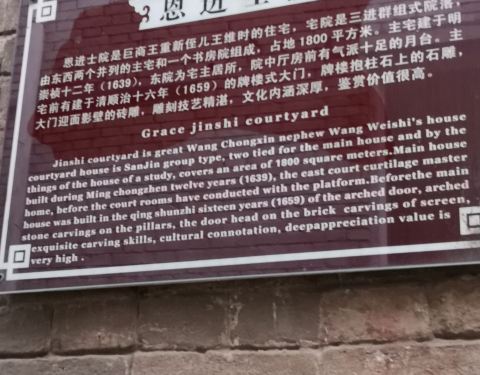 恩进士
恩进士院是巨商王重新侄儿王维时的住宅，宅院是三进群组式院落，
由东西两个并列的主宅和一个书房院组成，占地 1800 平方米。主宅建于明
崇祯十二年（1639），东院为宅主居所，院中厅房前有气派十足的月台。主
宅前有建于清顺治十六年（1659）的牌楼式大门，牌楼抱柱石上的石雕，
大门迎面影壁的砖雕，雕刻技艺精湛，文化内涵深厚，鉴赏价值很高。
Grace jinshi courtyard
Jinshi courtyard is great Wang Chongxin nephew Wang Weishi's house
courtyard house is SanJin group type, two tied for the main house and by the
things of the house of a study, covers an area of 1800 square meters.Main house
built during Ming chongzhen twelve years (1639), the east court curtilage master
home, before the court rooms have conducted with the platform.Beforethe main
house was built in the qing shunzhi sixteen years (1659) of the arched door, arched
stone carvings on the pillars, the door head on the brick carvings of screen,
exquisite carving skills, cultural connotation, deepappreciation value is
very high .